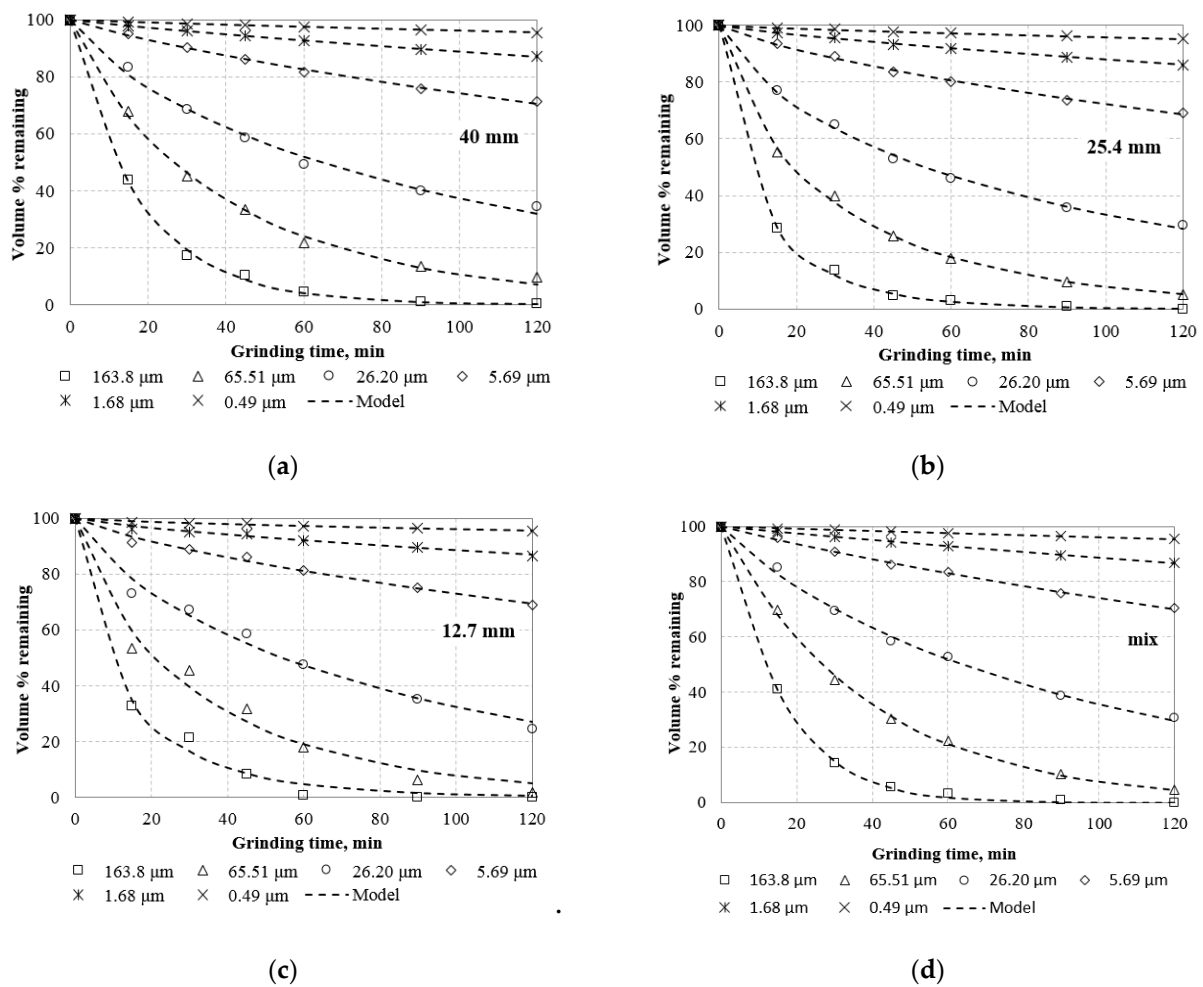 100
80
60
40
20
0
Volume % remaining
40 mm
0 20 40 60 80 100 120
Grinding time, min
163.8 μm 65.51 μm 26.20 μm 5.69 μm
1.68 μm 0.49 μm Model
(a)
100
80
60
40
20
0
Volume % remaining
25.4 mm
0 20 40 60 80 100 120
Grinding time, min
163.8 μm 65.51 μm 26.20 μm 5.69 μm
1.68 μm 0.49 μm Model
(b)
100
80
60
40
20
0
Volume % remaining
12.7 mm
0 20 40 60 80 100 120
Grinding time, min
163.8 μm 65.51 μm 26.20 μm 5.69 μm
1.68 μm 0.49 μm Model
.
(c)
100
80
60
40
20
0
Volume % remaining
mix
0 20 40 60 80 100 120
Grinding time, min
163.8 μm 65.51 μm 26.20 μm 5.69 μm
1.68 μm 0.49 μm Model
(d)